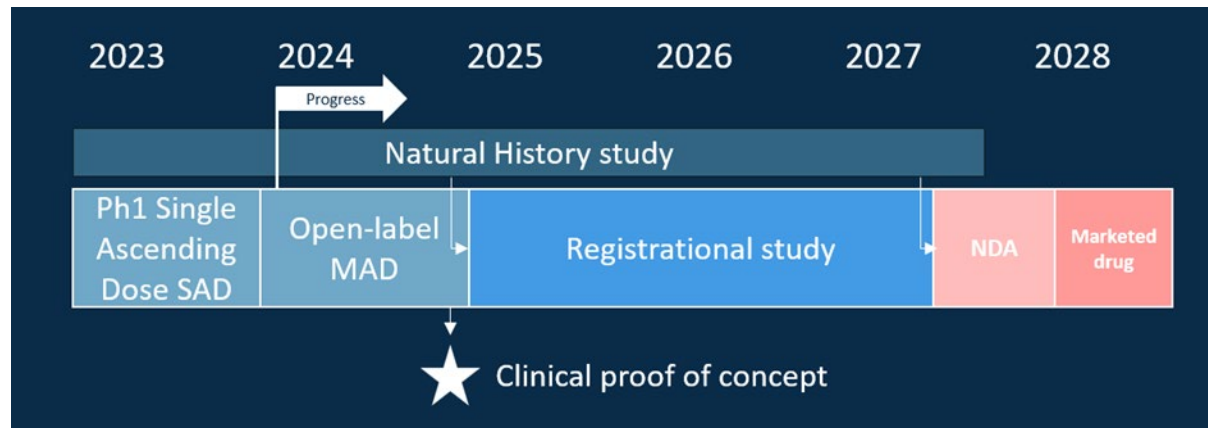 2023 2024 2025 2026 2027 2028
Progress
Natural History study
Ph1 Single
Ascending
Dose SAD
Open-label
MAD
Registrational study
NDA
Marketed
drug
Clinical proof of concept